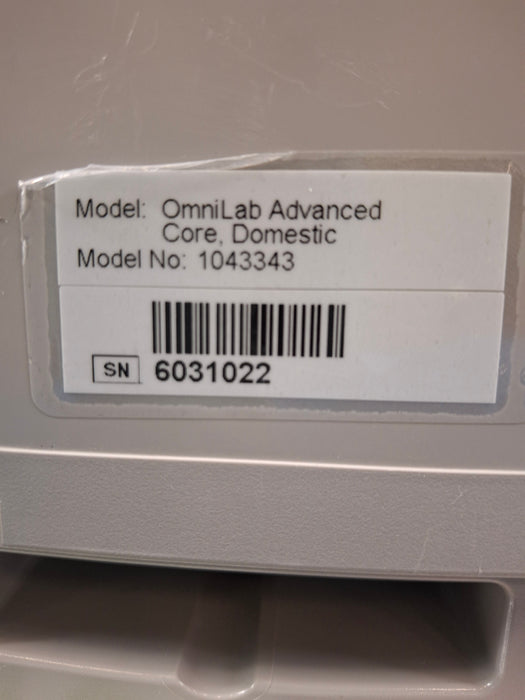 Model: OmniLab Advanced
Core, Domestic
Model No: 1043343
SN 6031022